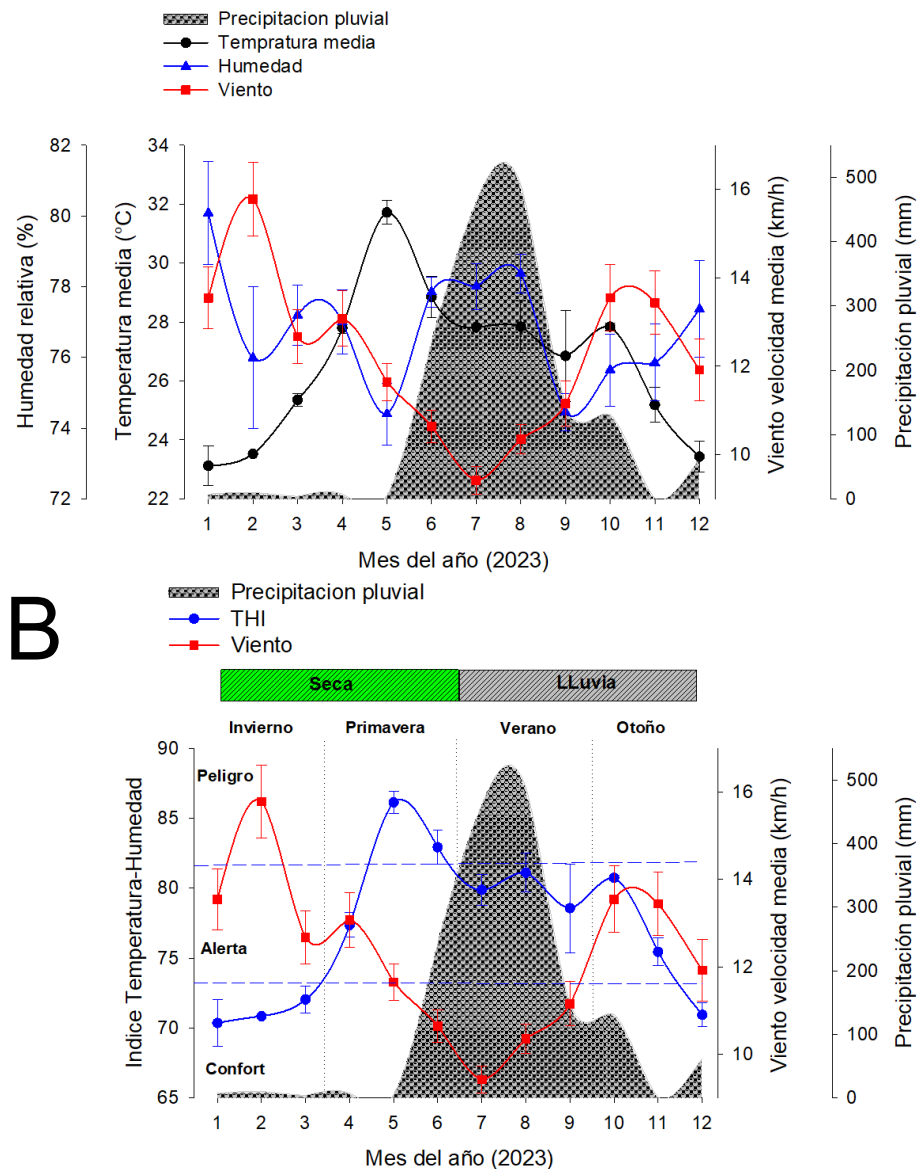 Precipitacion pluvial
Tempratura media
Humedad
Viento
82
80
78
76
74
72
Humedad relativa (%)
34
32
30
28
26
24
22
Temperatura media (°C)
16
14
12
10
Viento velocidad media (km/h)
500
400
300
200
100
0
Precipitación pluvial (mm)
1 2 3 4 5 6 7 8 9 10 11 12
Mes del año (2023)
B
Precipitacion pluvial
THI
Viento
Seca LLuvia
Invierno Primavera Verano Otoño
90
85
80
75
70
65
Indice Temperatura-Humedad
Peligro
Alerta
Confort
16
14
12
10
Viento velocidad media (km/h)
500
400
300
200
100
0
Precipitación pluvial (mm)
1 2 3 4 5 6 7 8 9 10 11 12
Mes del año (2023)